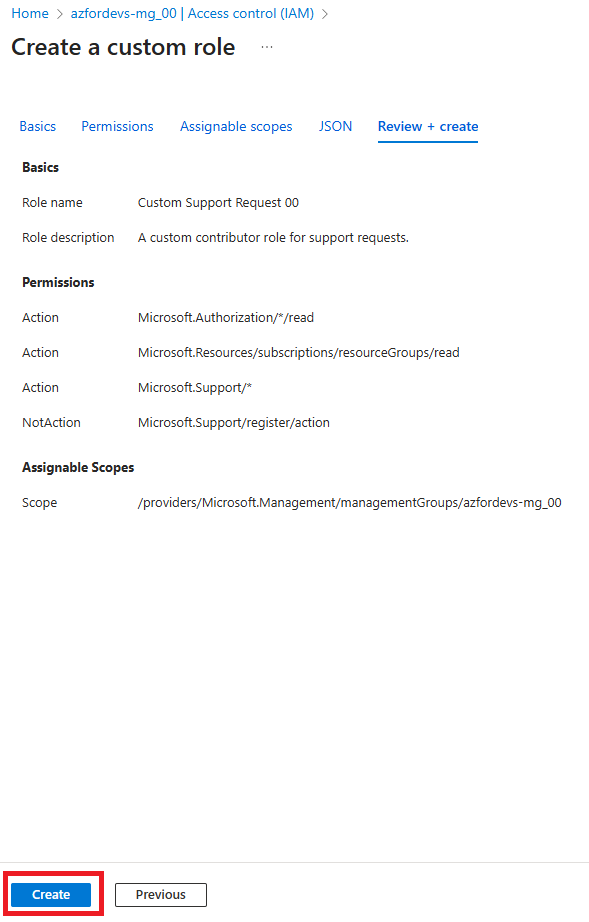 Home > azfordevs-mg_00 | Access control (IAM) >
Create a custom role ...
Basics Permissions Assignable scopes JSON Review + create
Basics
Role name Custom Support Request 00
Role description A custom contributor role for support requests.
Permissions
Action Microsoft.Authorization/*/read
Action Microsoft.Resources/subscriptions/resourceGroups/read
Action Microsoft.Support/*
NotAction Microsoft.Support/register/action
Assignable Scopes
Scope /providers/Microsoft.Management/managementGroups/azfordevs-mg_00
Create Previous